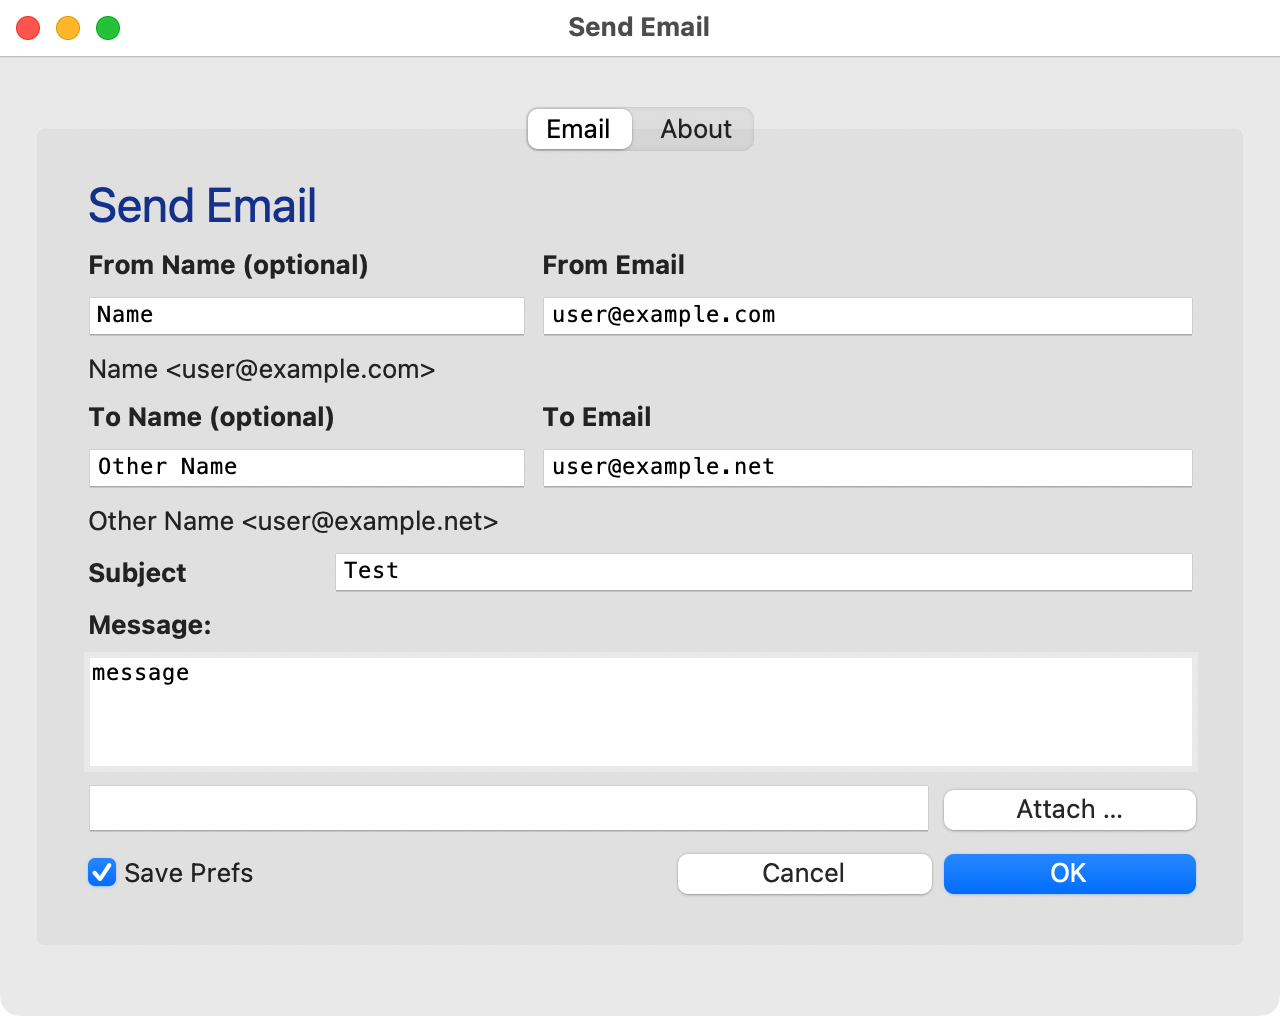 Send Email
Email About
Send Email
From Name (optional) From Email
Name user@example.com
Name <user@example.com>
To Name (optional) To Email
Other Name user@example.net
Other Name <user@example.net>
Subject Test
Message:
message
Attach ...
Save Prefs Cancel OK